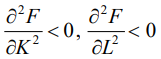 ∂²F/∂K² < 0, ∂²F/∂L² < 0